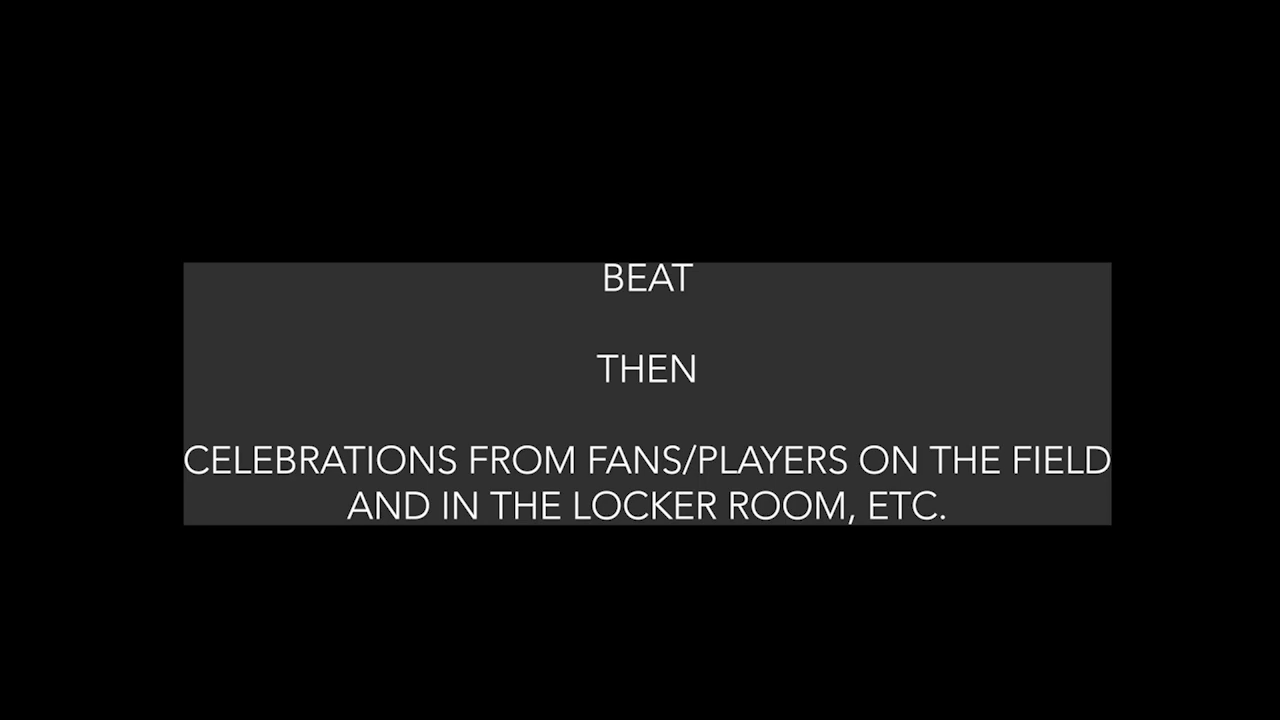 BEAT
THEN
CELEBRATIONS FROM FANS/PLAYERS ON THE FIELD
AND IN THE LOCKER ROOM, ETC.